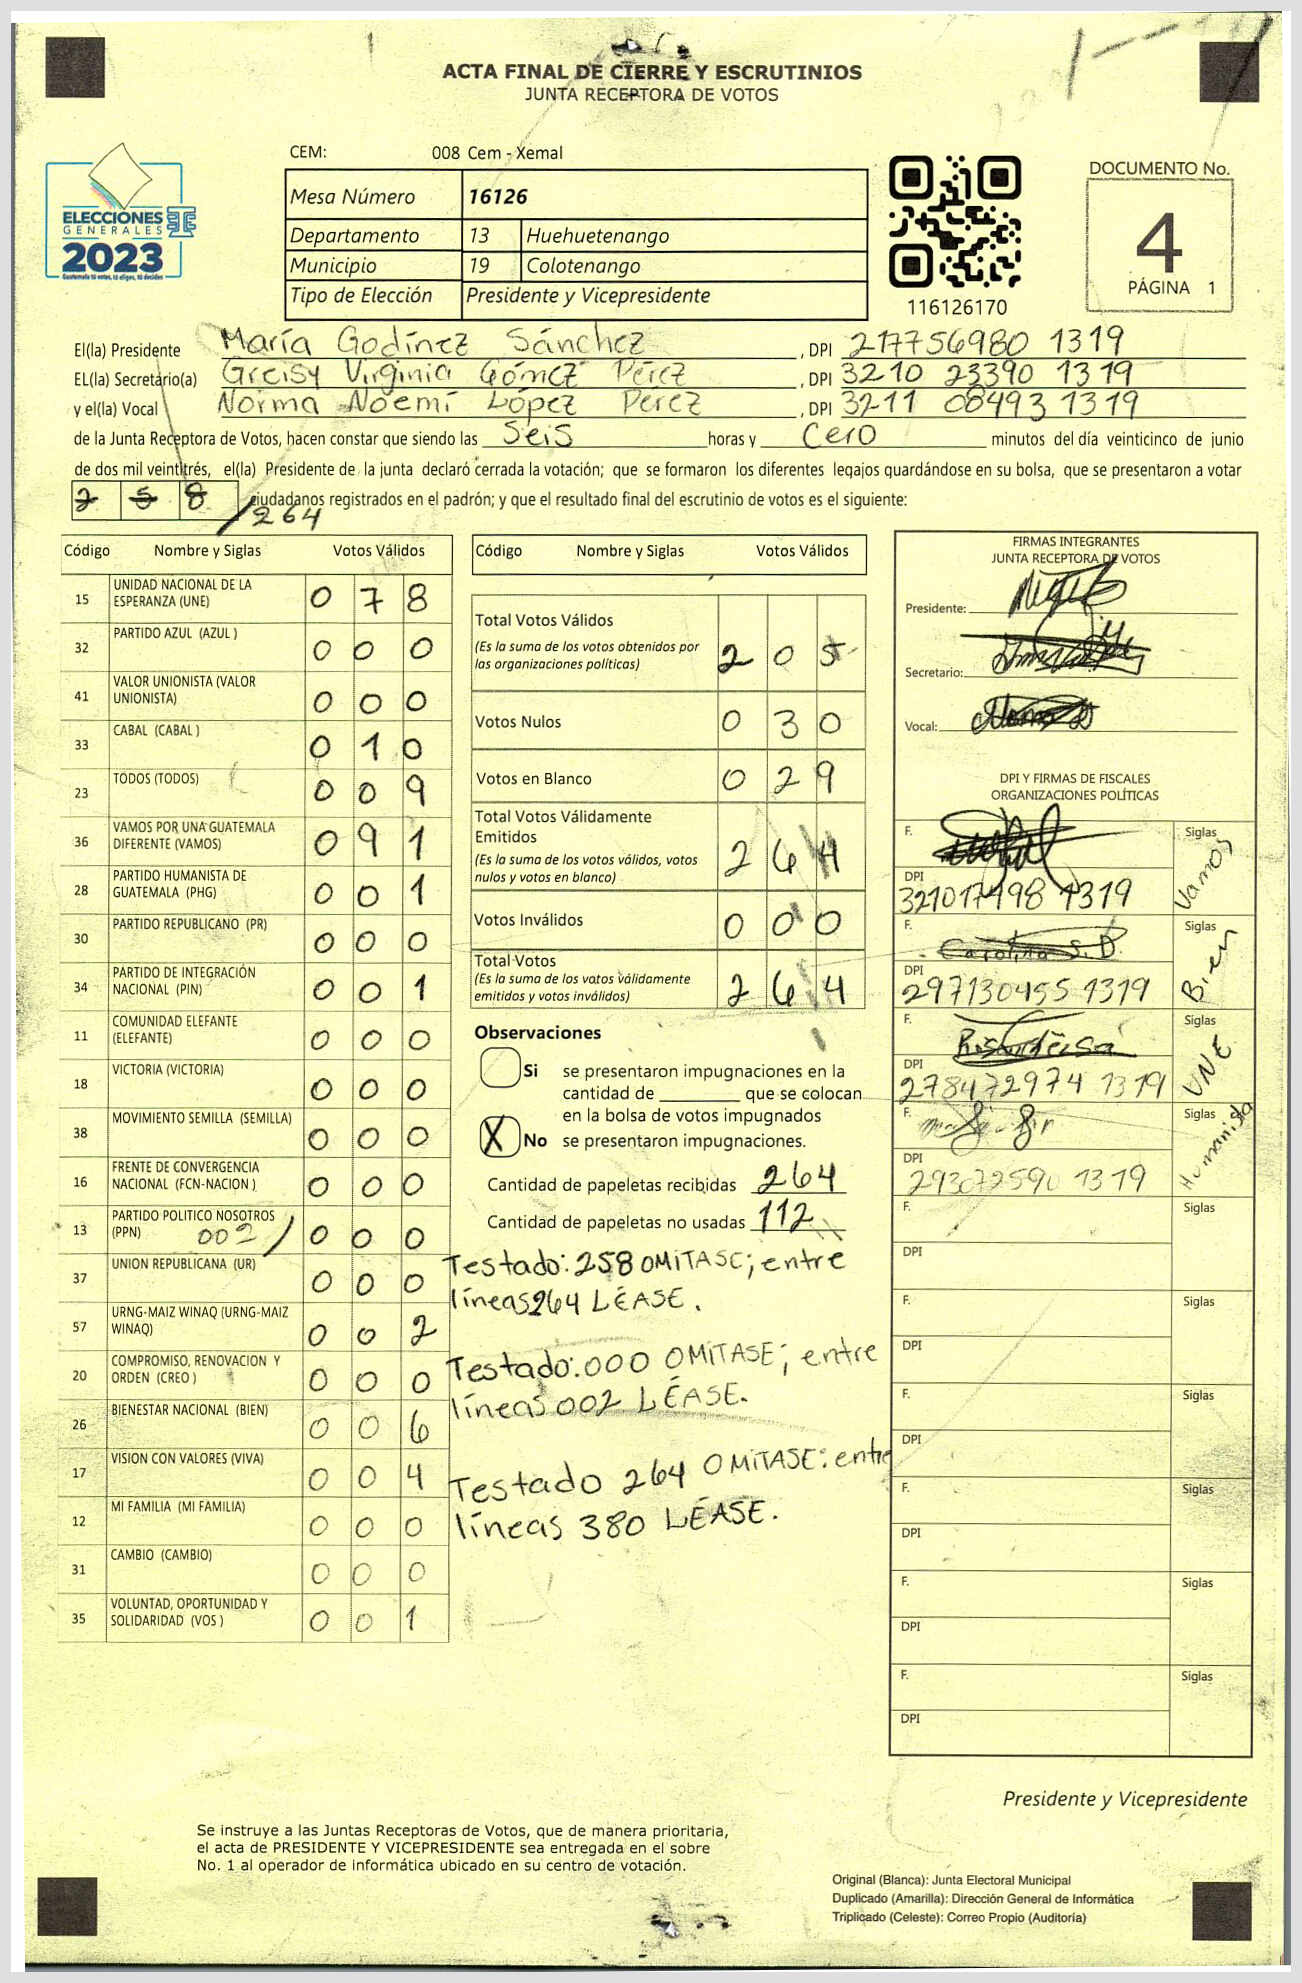 ACTA FINAL DE CIERRE Y ESCRUTINIOS
JUNTA RECEPTORA DE VOTOS
ELECCIONES
GENERALES
2023
Guatemala tú votas, tú eliges, tú decides
CEM: 008 Cem - Xemal
Mesa Número 16126
Departamento 13 Huehuetenango
Municipio 19 Colotenango
Tipo de Elección Presidente y Vicepresidente
116126170
DOCUMENTO No.
4
PÁGINA 1
El(la) Presidente María Godínez Sánchez, DPI 217756980 1319
EL(la) Secretário(a) Greisy Virginia Gómez Pérez, DPI 3210 23390 1319
y el(la) Vocal Norma Noemí López Pérez, DPI 3211 08493 1319
de la Junta Receptora de Votos, hacen constar que siendo las Seis horas y Cero minutos del día veinticinco de junio
de dos mil veintitrés, el(la) Presidente de la junta declaró cerrada la votación; que se formaron los diferentes legajos quardándose en su bolsa, que se presentaron a votar
2 5 8 ciudadanos registrados en el padrón; y que el resultado final del escrutinio de votos es el siguiente:
/264
Código Nombre y Siglas Votos Válidos
15 UNIDAD NACIONAL DE LA ESPERANZA (UNE) 0 7 8
32 PARTIDO AZUL (AZUL ) 0 0 0
41 VALOR UNIONISTA (VALOR UNIONISTA) 0 0 0
33 CABAL (CABAL ) 0 1 0
23 TODOS (TODOS) 0 0 9
36 VAMOS POR UNA GUATEMALA DIFERENTE (VAMOS) 0 9 1
28 PARTIDO HUMANISTA DE GUATEMALA (PHG) 0 0 1
30 PARTIDO REPUBLICANO (PR) 0 0 0
34 PARTIDO DE INTEGRACIÓN NACIONAL (PIN) 0 0 1
11 COMUNIDAD ELEFANTE (ELEFANTE) 0 0 0
18 VICTORIA (VICTORIA) 0 0 0
38 MOVIMIENTO SEMILLA (SEMILLA) 0 0 0
16 FRENTE DE CONVERGENCIA NACIONAL (FCN-NACION ) 0 0 0
13 PARTIDO POLITICO NOSOTROS (PPN) 002/ 0 0 0
37 UNION REPUBLICANA (UR) 0 0 0
57 URNG-MAIZ WINAQ (URNG-MAIZ WINAQ) 0 0 2
20 COMPROMISO, RENOVACION Y ORDEN (CREO ) 0 0 0
26 BIENESTAR NACIONAL (BIEN) 0 0 6
17 VISION CON VALORES (VIVA) 0 0 4
12 MI FAMILIA (MI FAMILIA) 0 0 0
31 CAMBIO (CAMBIO) 0 0 0
35 VOLUNTAD, OPORTUNIDAD Y SOLIDARIDAD (VOS ) 0 0 1
Código Nombre y Siglas Votos Válidos
Total Votos Válidos
(Es la suma de los votos obtenidos por
las organizaciones políticas) 2 0 5
Votos Nulos 0 3 0
Votos en Blanco 0 2 9
Total Votos Válidamente
Emitidos
(Es la suma de los votos válidos, votos
nulos y votos en blanco) 2 6 4
Votos Inválidos 0 0 0
Total Votos
(Es la suma de los votos válidamente
emitidos y votos inválidos) 2 6 4
Observaciones
Si se presentaron impugnaciones en la
cantidad de ________ que se colocan
en la bolsa de votos impugnados
X No se presentaron impugnaciones.
Cantidad de papeletas recibidas 264
Cantidad de papeletas no usadas 112
Testado: 258 OMITASE; entre
líneas 264 LÉASE.
Testado: 000 OMITASE; entre
líneas 002 LÉASE.
Testado 264 OMITASE: entre
líneas 380 LÉASE.
FIRMAS INTEGRANTES
JUNTA RECEPTORA DE VOTOS
Presidente:
Secretario:
Vocal:
DPI Y FIRMAS DE FISCALES
ORGANIZACIONES POLÍTICAS
F. Siglas Vamos
DPI
321017498 1319
F. Carolina S.D. Siglas Bien
DPI
297130455 1319
F. Siglas UNE
DPI
278472974 1319
F. Siglas Humanista
DPI
293072590 1319
F. Siglas
DPI
F. Siglas
DPI
F. Siglas
DPI
F. Siglas
DPI
F. Siglas
DPI
F. Siglas
DPI
Presidente y Vicepresidente
Se instruye a las Juntas Receptoras de Votos, que de manera prioritaria,
el acta de PRESIDENTE Y VICEPRESIDENTE sea entregada en el sobre
No. 1 al operador de informática ubicado en su centro de votación.
Original (Blanca): Junta Electoral Municipal
Duplicado (Amarilla): Dirección General de Informática
Triplicado (Celeste): Correo Propio (Auditoría)